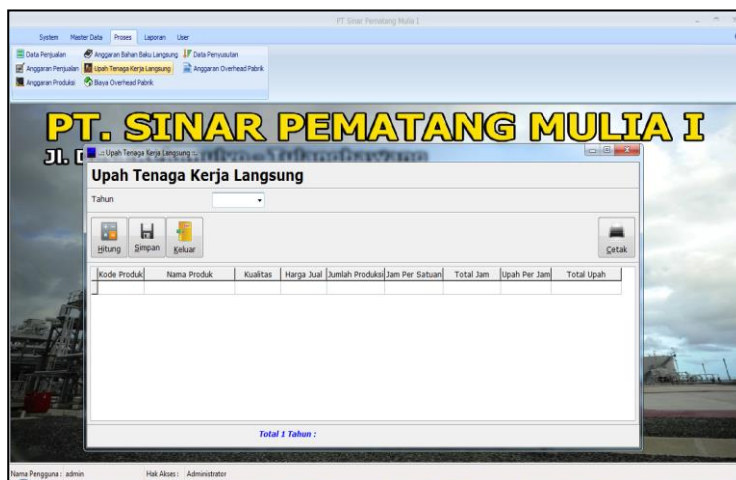 PT Sinar Pematang Mulia I
System Master Data Proses Laporan User
Data Penjualan Anggaran Bahan Baku Langsung Data Penyusutan
Anggaran Penjualan Upah Tenaga Kerja Langsung Anggaran Overhead Pabrik
Anggaran Produksi Biaya Overhead Pabrik
PT. SINAR PEMATANG MULIA I
Jl. D
..:: Upah Tenaga Kerja Langsung ::..
Upah Tenaga Kerja Langsung
Tahun
Hitung Simpan Keluar Cetak
Kode Produk Nama Produk Kualitas Harga Jual Jumlah Produksi Jam Per Satuan Total Jam Upah Per Jam Total Upah
Total 1 Tahun :
Nama Pengguna : admin Hak Akses : Administrator